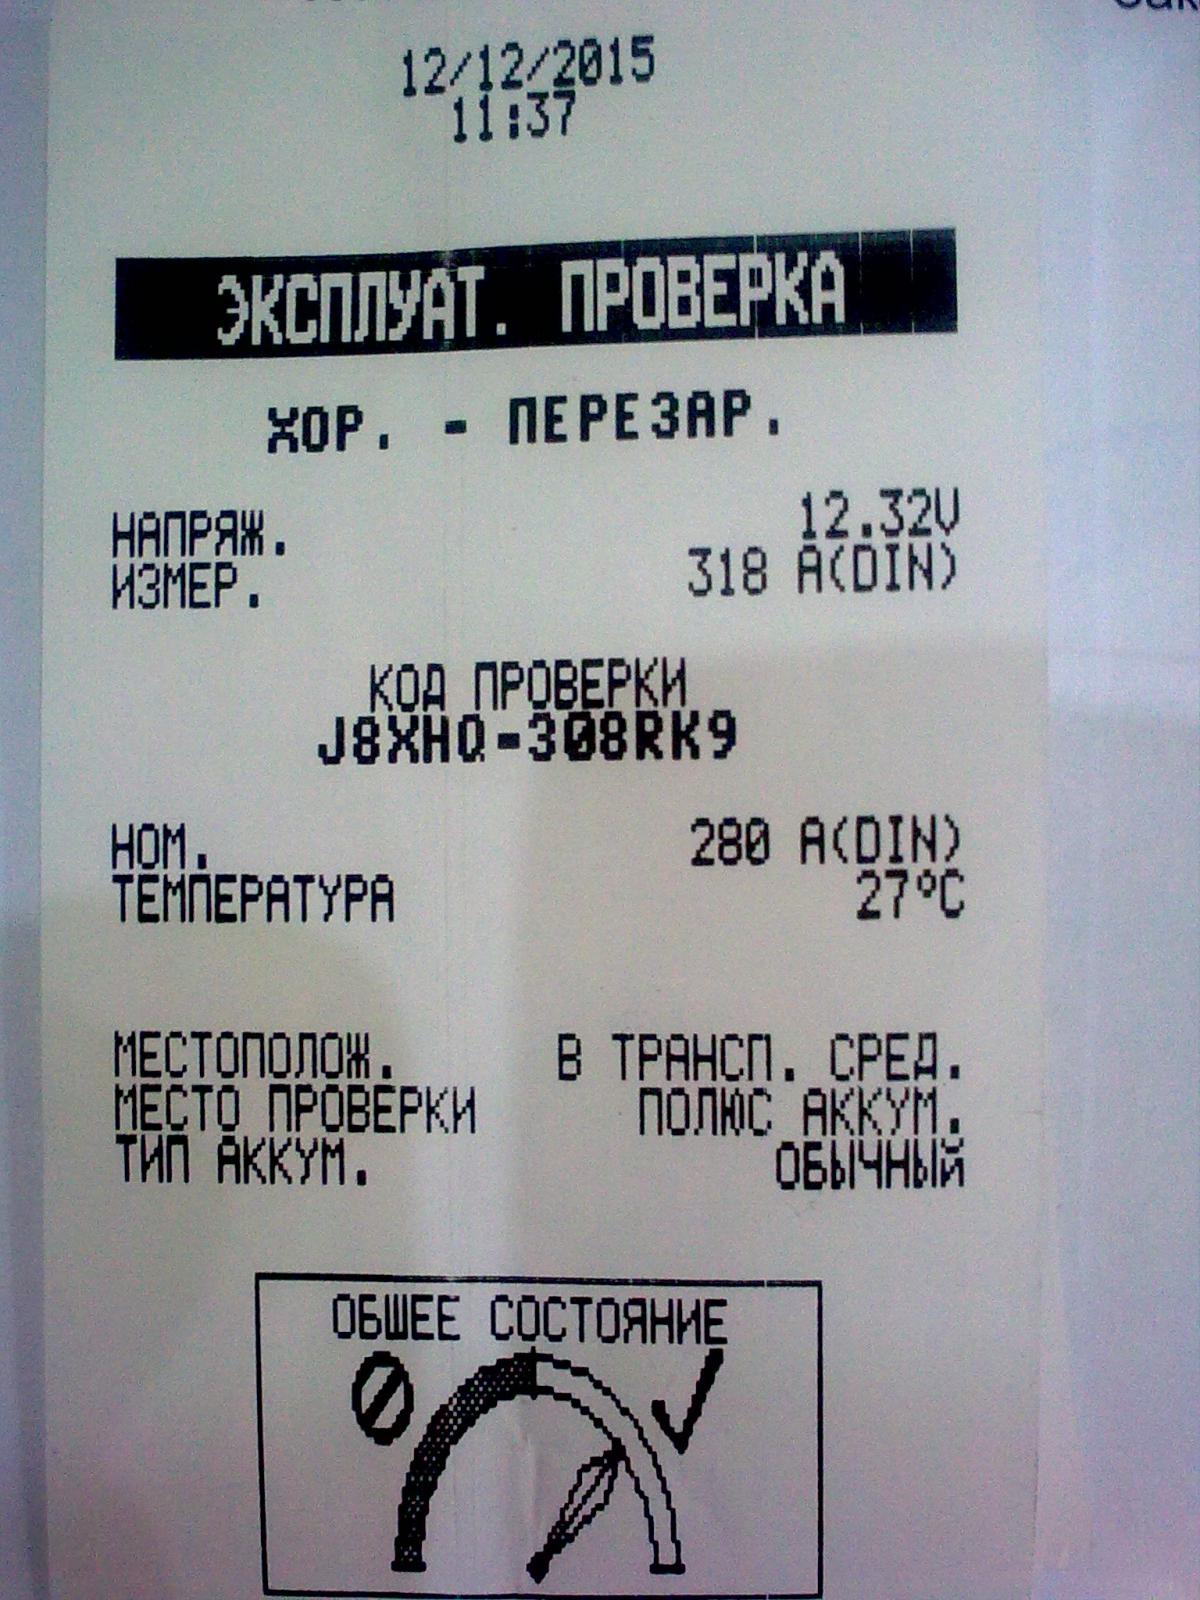 12/12/2015
11:37
ЭКСПЛУАТ. ПРОВЕРКА
ХОР. - ПЕРЕЗАР.
НАПРЯЖ. 12.32V
ИЗМЕР. 318 A(DIN)
КОД ПРОВЕРКИ
J8XHQ-308RK9
НОМ. 280 A(DIN)
ТЕМПЕРАТУРА 27°C
МЕСТОПОЛОЖ. В ТРАНСП. СРЕД.
МЕСТО ПРОВЕРКИ ПОЛЮС АККУМ.
ТИП АККУМ. ОБЫЧНЫЙ
ОБШЕЕ СОСТОЯНИЕ